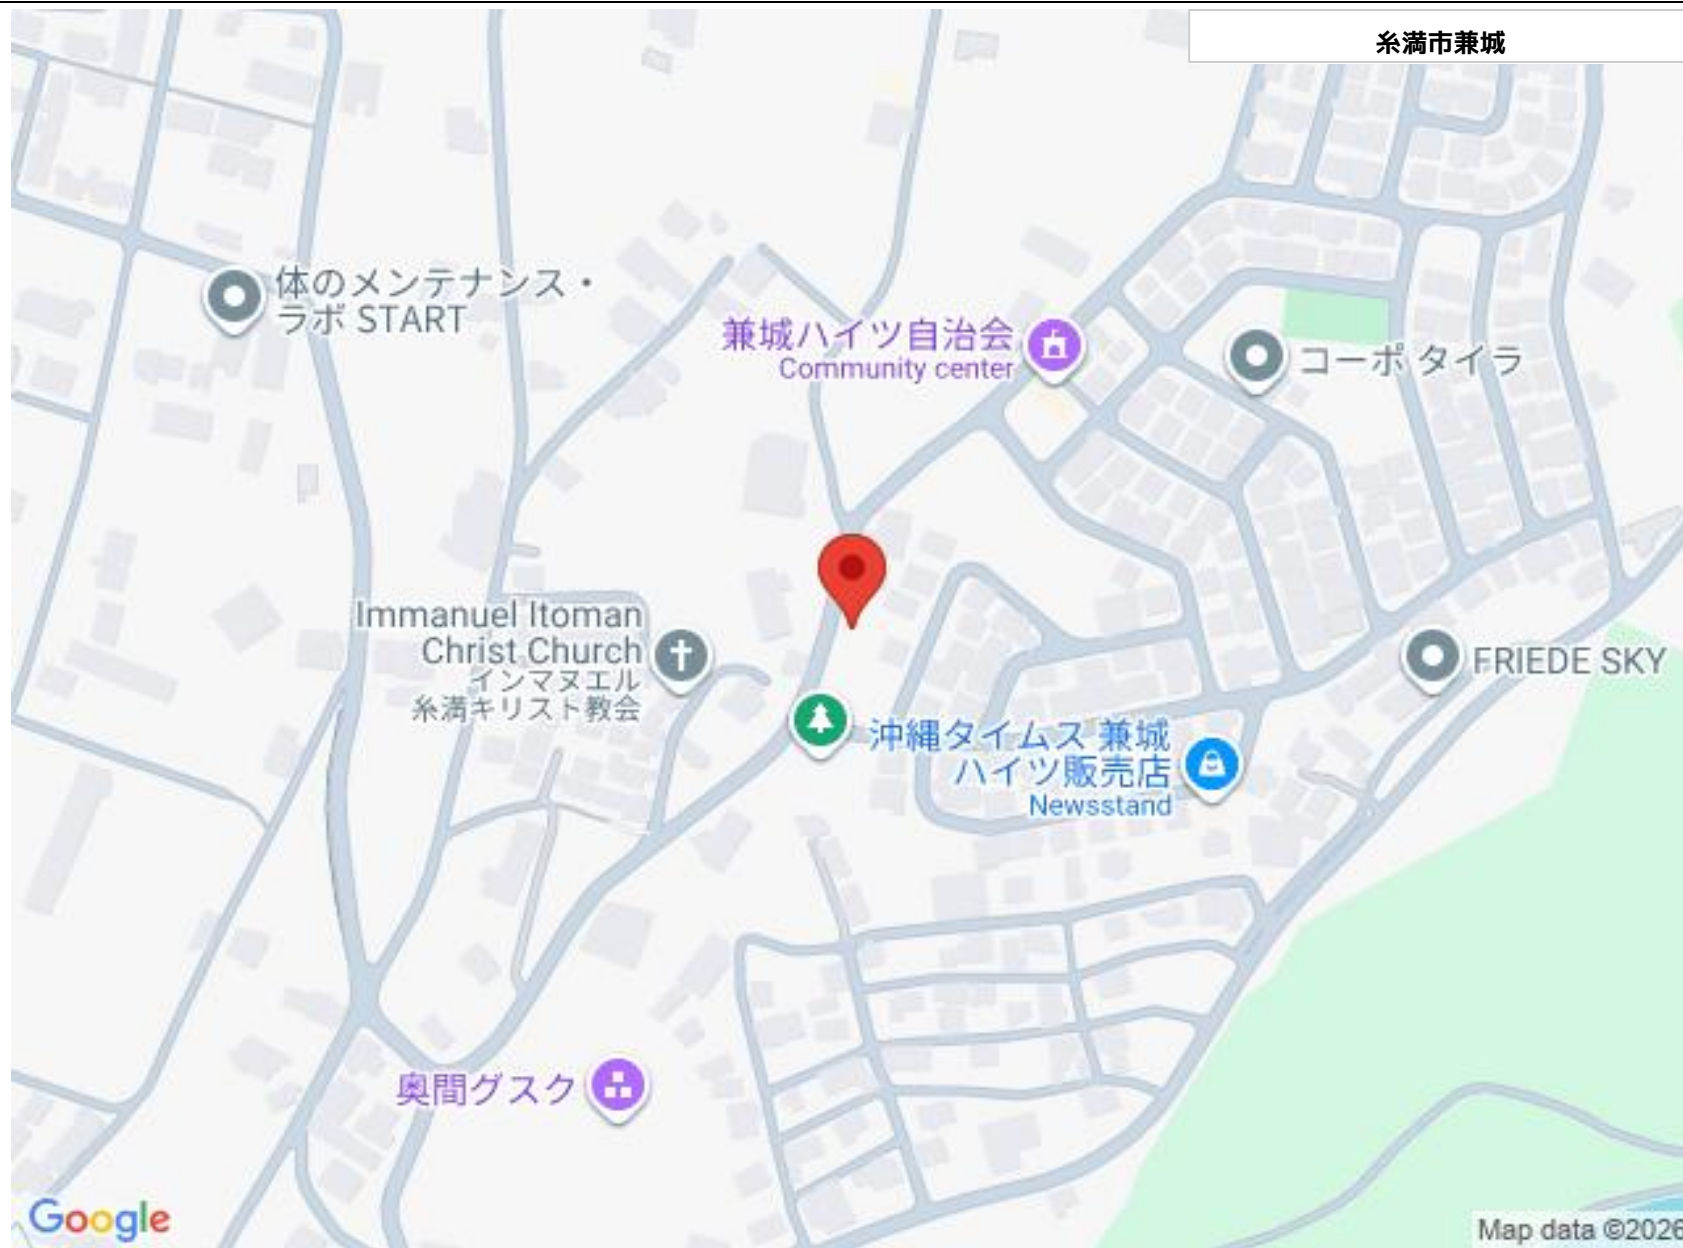 糸満市兼城
体のメンテナンス・
ラボ START
兼城ハイツ自治会
Community center
コーポ タイラ
Immanuel Itoman
Christ Church
インマヌエル
糸満キリスト教会
FRIEDE SKY
沖縄タイムス 兼城
ハイツ販売店
Newsstand
奥間グスク
Google
Map data ©2026